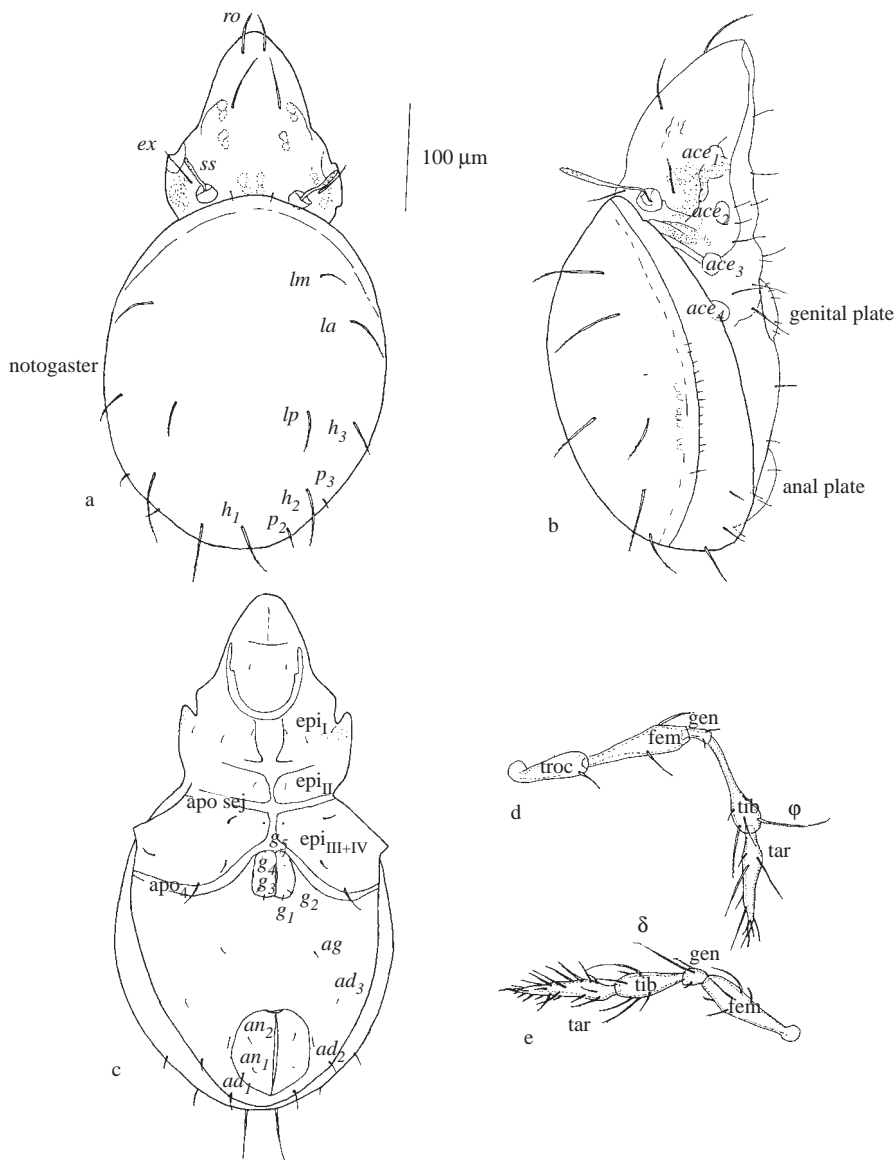 ro
ex
ss
100 µm
lm
la
notogaster
lp
h3
p3
h2
h1
p2
a
ace1
ace2
ace3
ace4
genital plate
anal plate
b
epiI
epiII
apo sej
epiIII+IV
g5
g4
g3
apo4
g2
g1
ag
ad3
an2
an1
ad2
ad1
c
gen
fem
troc
tib
φ
d
tar
δ
gen
tib
fem
tar
e